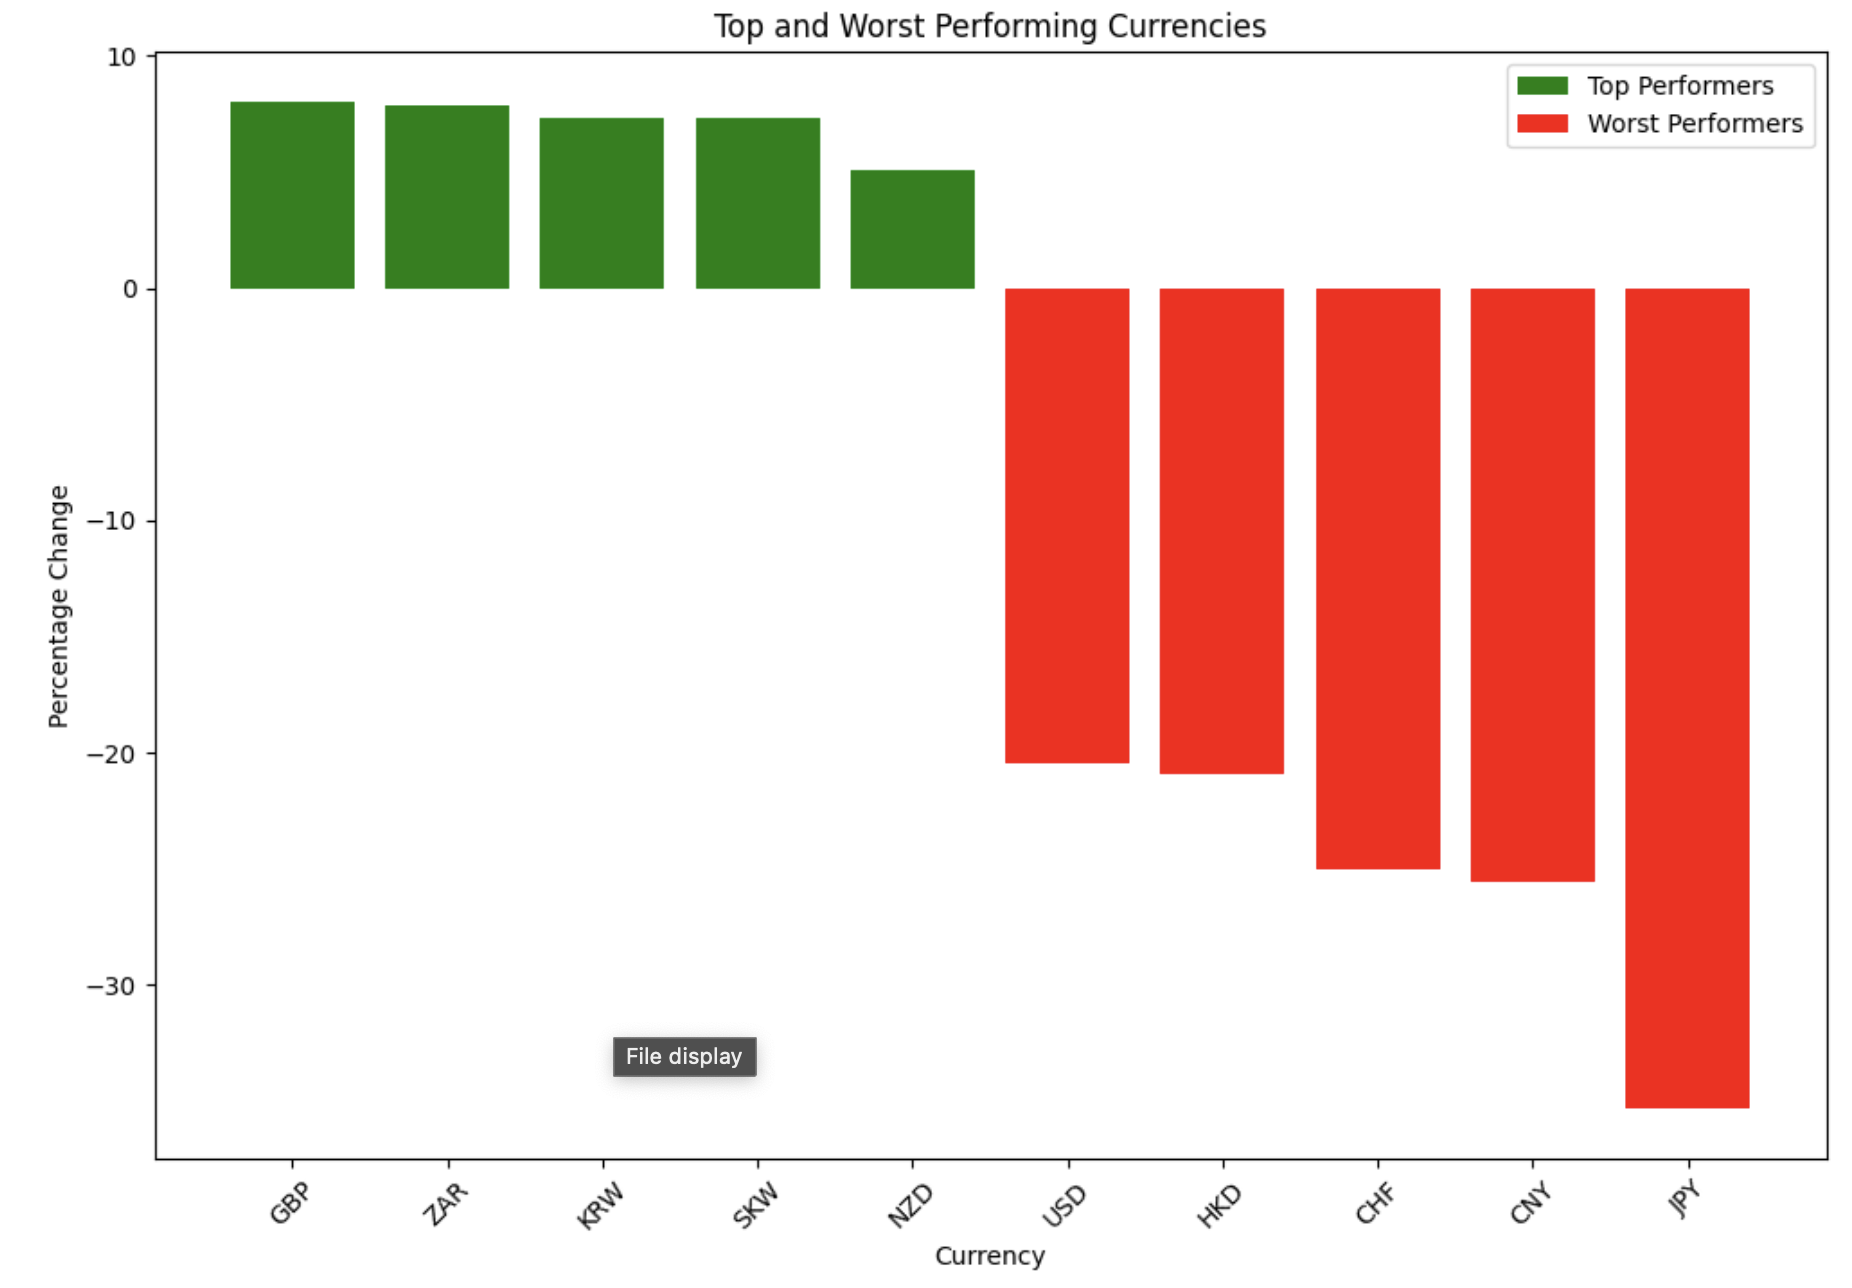 Top and Worst Performing Currencies
Top Performers
Worst Performers
10
0
−10
−20
−30
Percentage Change
File display
GBP
ZAR
KRW
SKW
NZD
USD
HKD
CHF
CNY
JPY
Currency